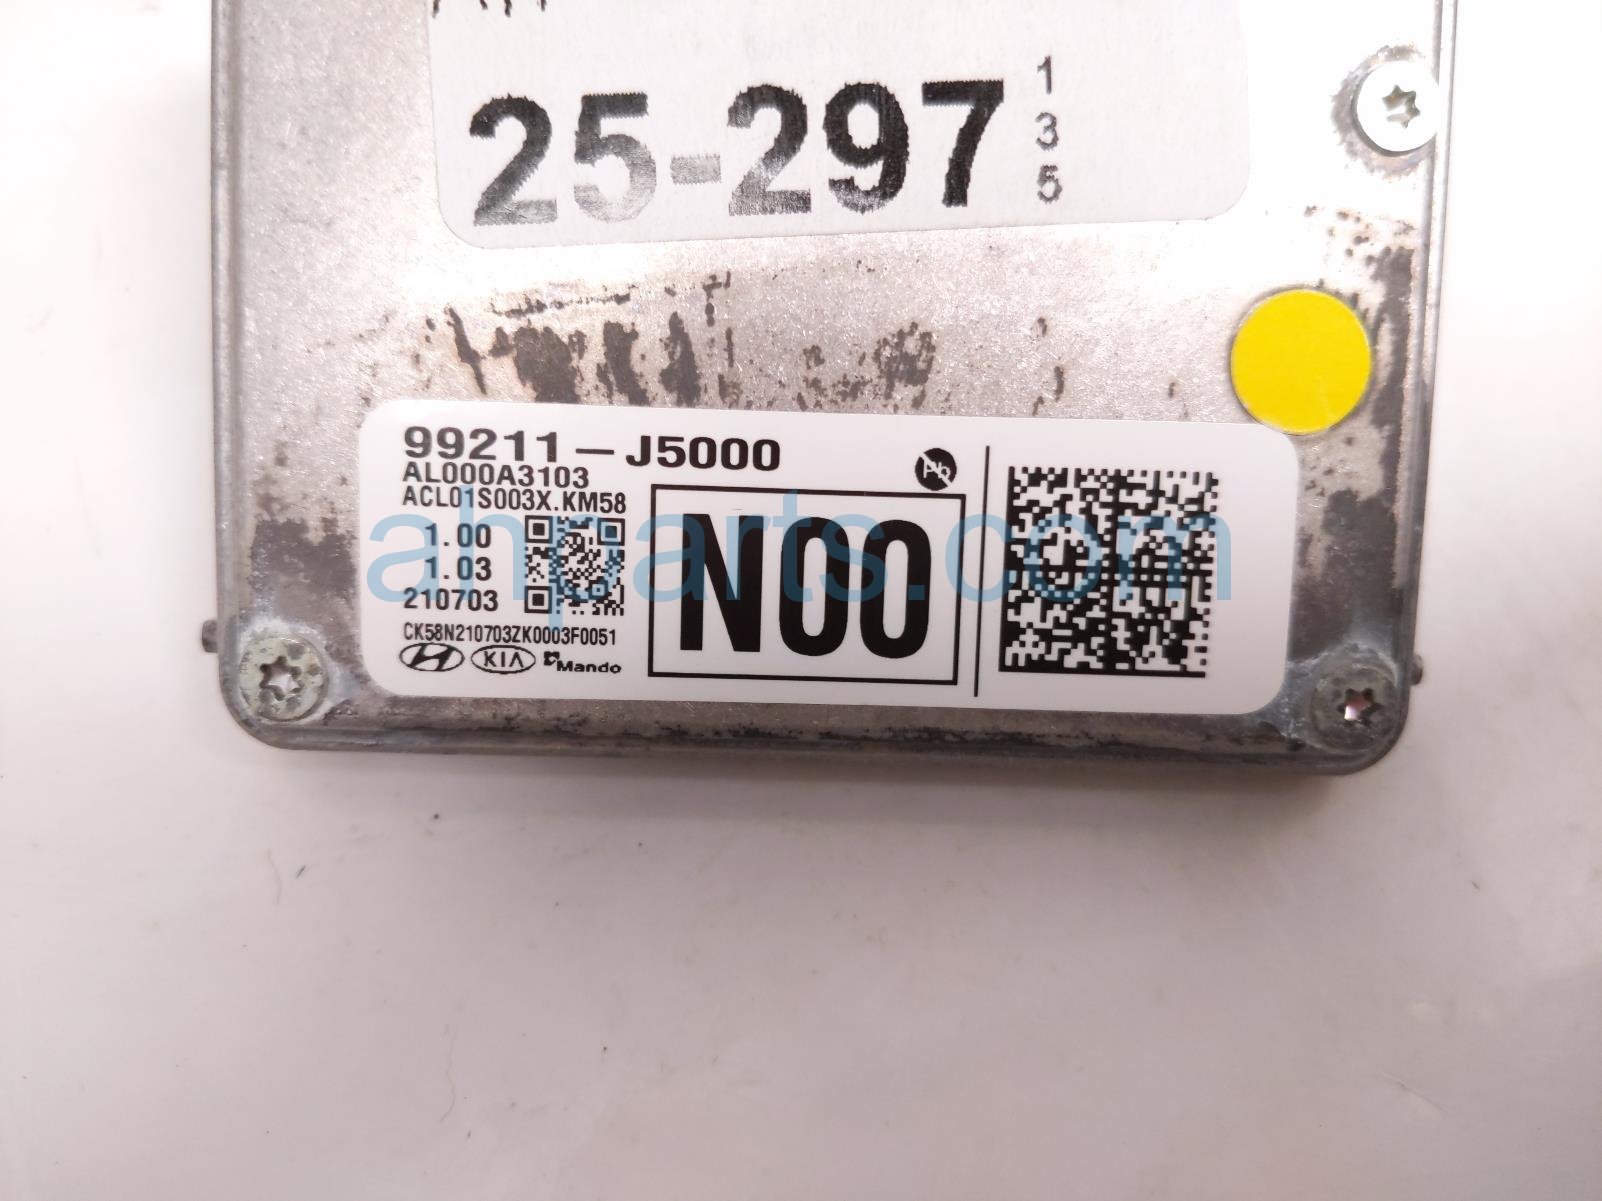 25-297
1
3
5
99211-J5000
AL000A3103
ACL01S003X.KM58
1.00
1.03
210703
CK58N210703ZK0003F0051
KIA
Mando
Pb
N00
ahparts.com